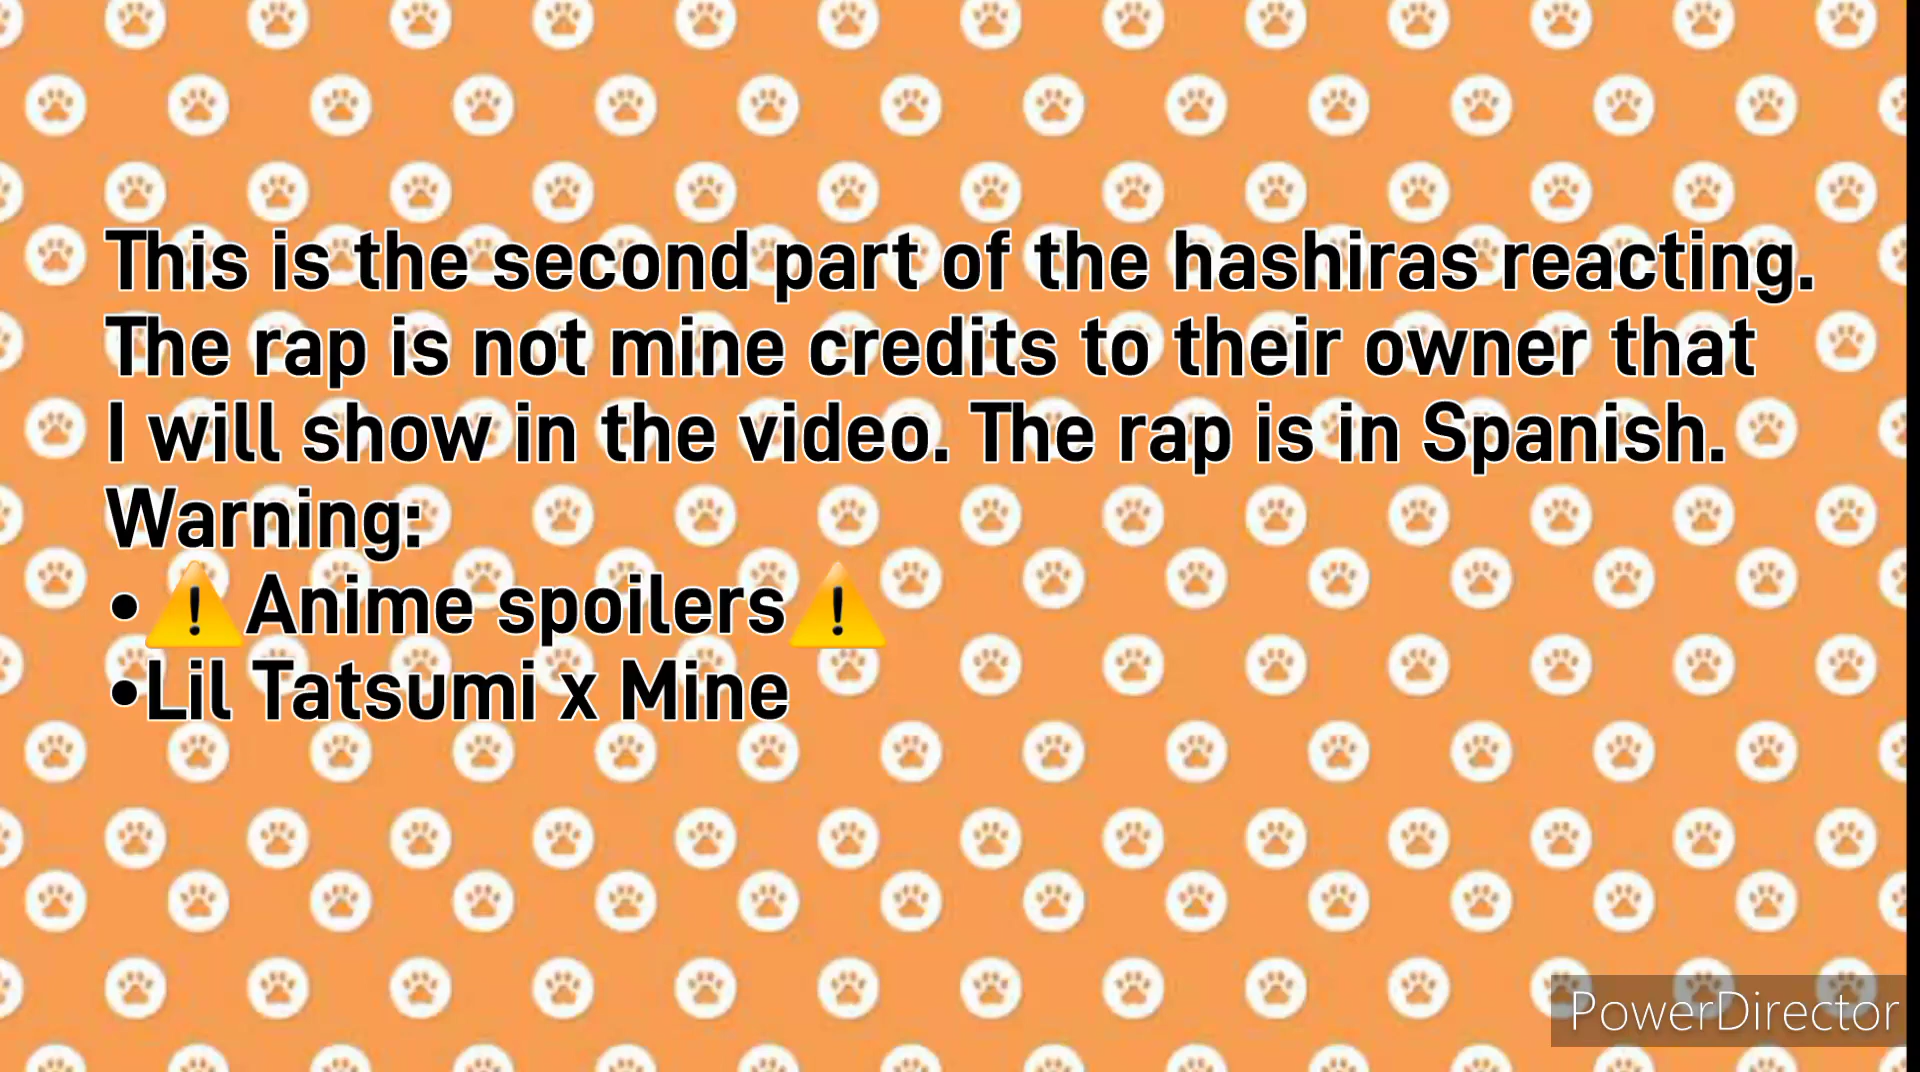 This is the second part of the hashiras reacting.
The rap is not mine credits to their owner that
I will show in the video. The rap is in Spanish.
Warning:
•⚠️Anime spoilers⚠️
•Lil Tatsumi x Mine
PowerDirector